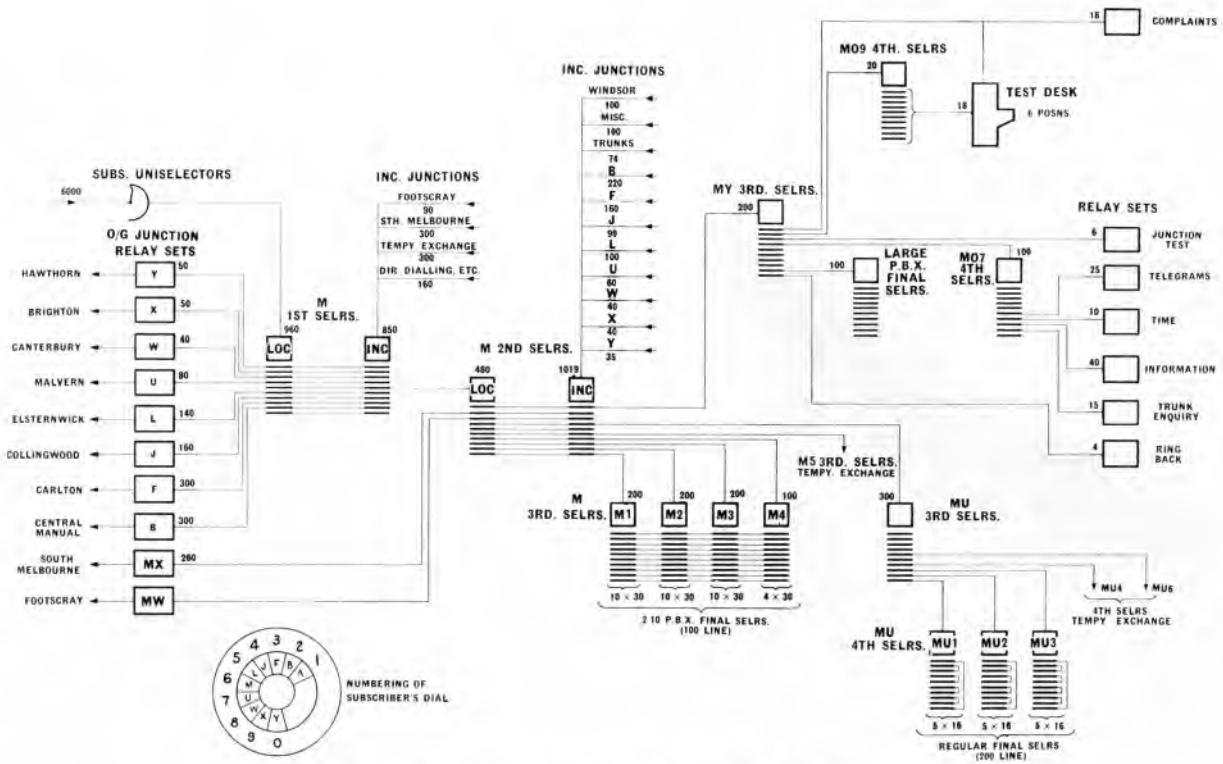 18
COMPLAINTS
MO9 4TH. SELRS
20
18
TEST DESK
6 POSNS.
INC. JUNCTIONS
WINDSOR
100
MISC.
100
TRUNKS
74
B
220
F
160
J
99
L
100
U
60
W
40
X
40
Y
35
SUBS. UNISELECTORS
6000
INC. JUNCTIONS
FOOTSCRAY
90
STH. MELBOURNE
300
TEMPY EXCHANGE
300
DIR. DIALLING, ETC.
160
MY 3RD. SELRS.
200
RELAY SETS
6
JUNCTION
TEST
100
LARGE
P.B.X.
FINAL
SELRS.
MO7
4TH
SELRS.
100
25
TELEGRAMS
10
TIME
40
INFORMATION
15
TRUNK
ENQUIRY
4
RING
BACK
O/G JUNCTION
RELAY SETS
HAWTHORN
Y
50
BRIGHTON
X
50
CANTERBURY
W
40
MALVERN
U
80
ELSTERNWICK
L
140
COLLINGWOOD
J
160
CARLTON
F
300
CENTRAL
MANUAL
B
300
SOUTH
MELBOURNE
MX
260
FOOTSCRAY
MW
M
1ST SELRS.
960
LOC
850
INC
M 2ND SELRS.
480
LOC
1019
INC
M5 3RD. SELRS.
TEMPY. EXCHANGE
M
3RD. SELRS.
200
M1
200
M2
200
M3
100
M4
10 × 30
10 × 30
10 × 30
4 × 30
2 10 P.B.X. FINAL SELRS.
(100 LINE)
300
MU
3RD SELRS.
MU4
MU6
4TH SELRS
TEMPY EXCHANGE
MU
4TH SELRS.
MU1
MU2
MU3
5 × 16
5 × 16
5 × 16
REGULAR FINAL SELRS
(200 LINE)
1
2
3
4
5
6
7
8
9
0
A
B
F
J
L
M
U
W
X
Y
NUMBERING OF
SUBSCRIBER'S DIAL